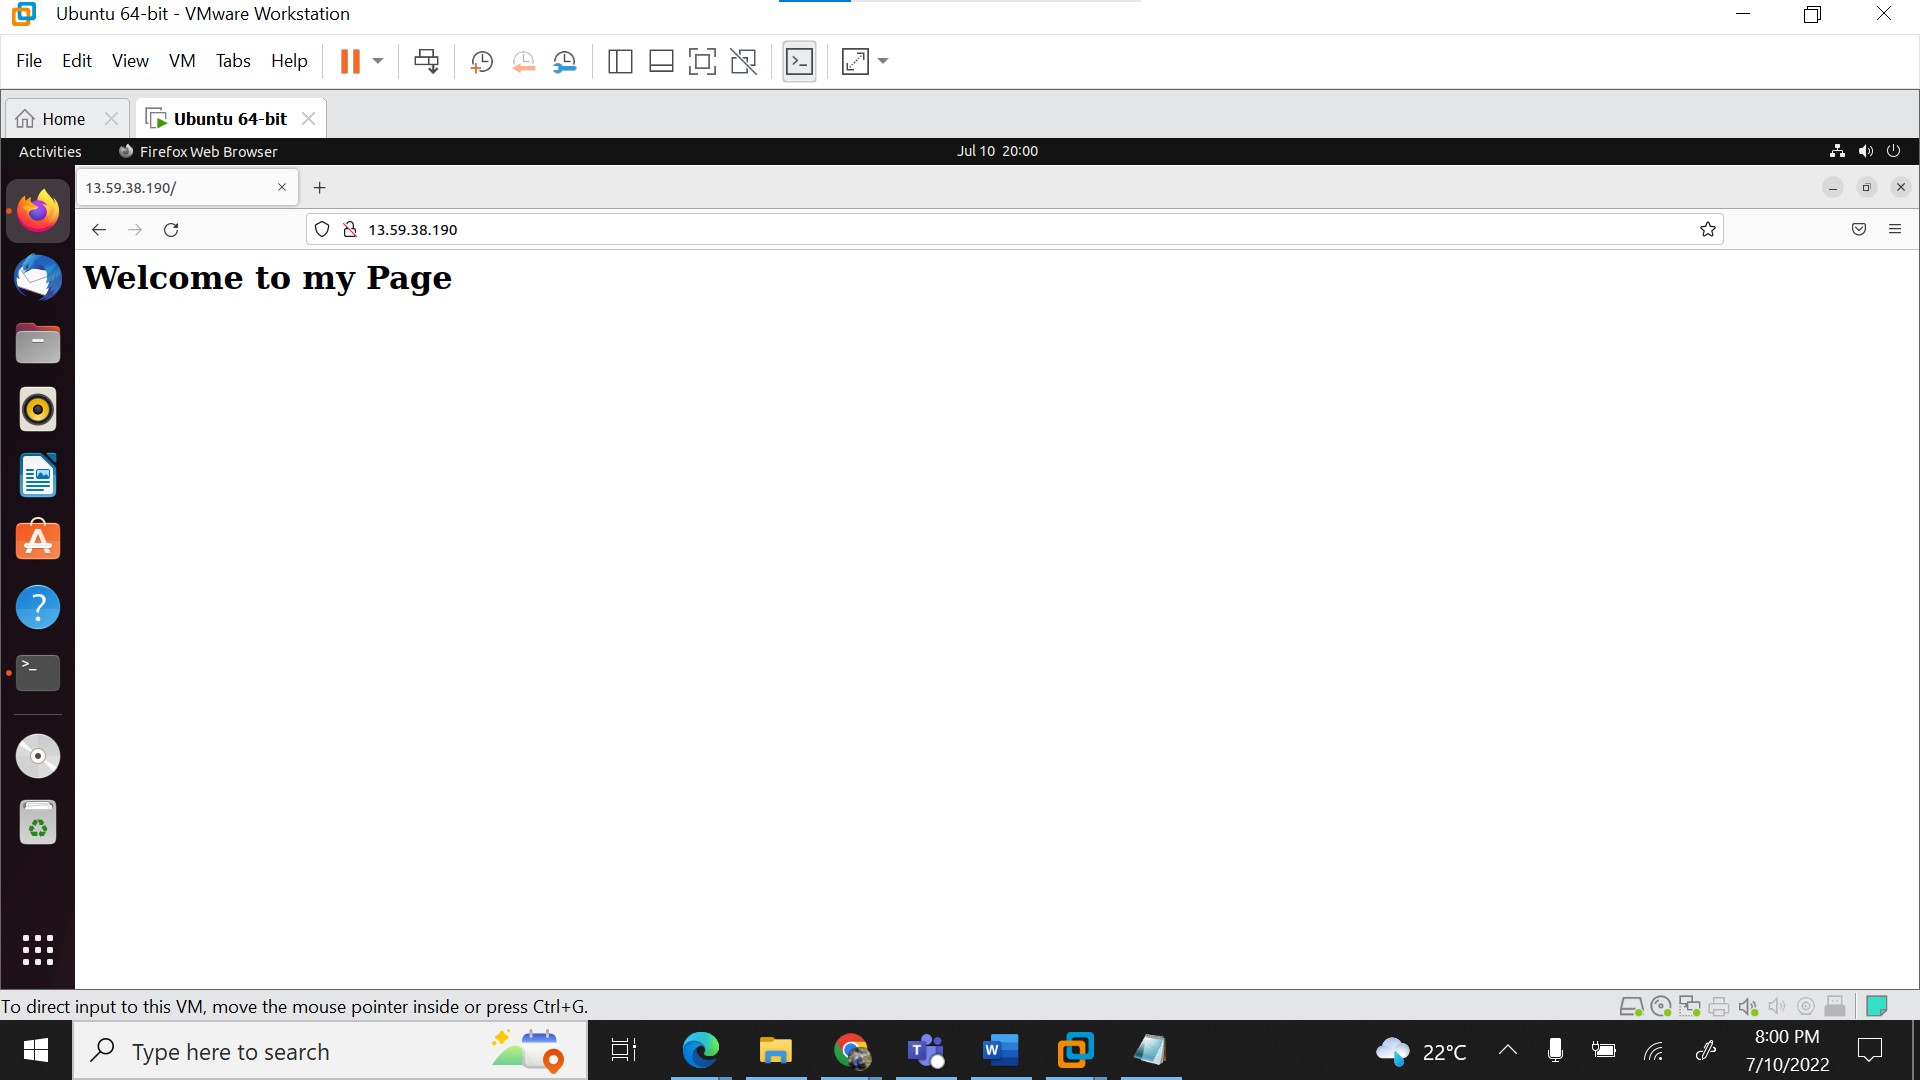 Ubuntu 64-bit - VMware Workstation
File Edit View VM Tabs Help
Home Ubuntu 64-bit
Activities Firefox Web Browser Jul 10 20:00
13.59.38.190/
13.59.38.190
Welcome to my Page
To direct input to this VM, move the mouse pointer inside or press Ctrl+G.
Type here to search 22°C 8:00 PM
7/10/2022